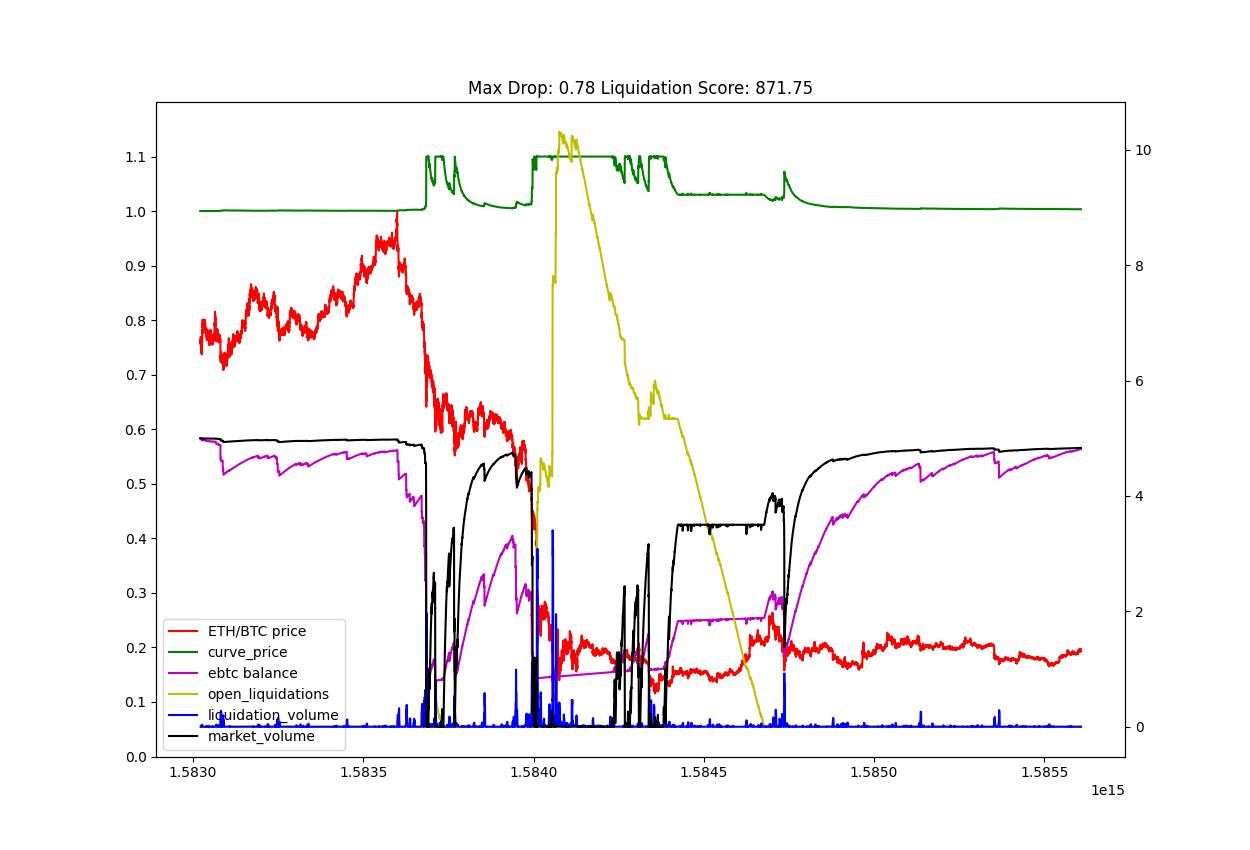 Max Drop: 0.78 Liquidation Score: 871.75
1.1
1.0
0.9
0.8
0.7
0.6
0.5
0.4
0.3
0.2
0.1
0.0
10
8
6
4
2
0
ETH/BTC price
curve_price
ebtc balance
open_liquidations
liquidation_volume
market_volume
1.5830 1.5835 1.5840 1.5845 1.5850 1.5855
1e15